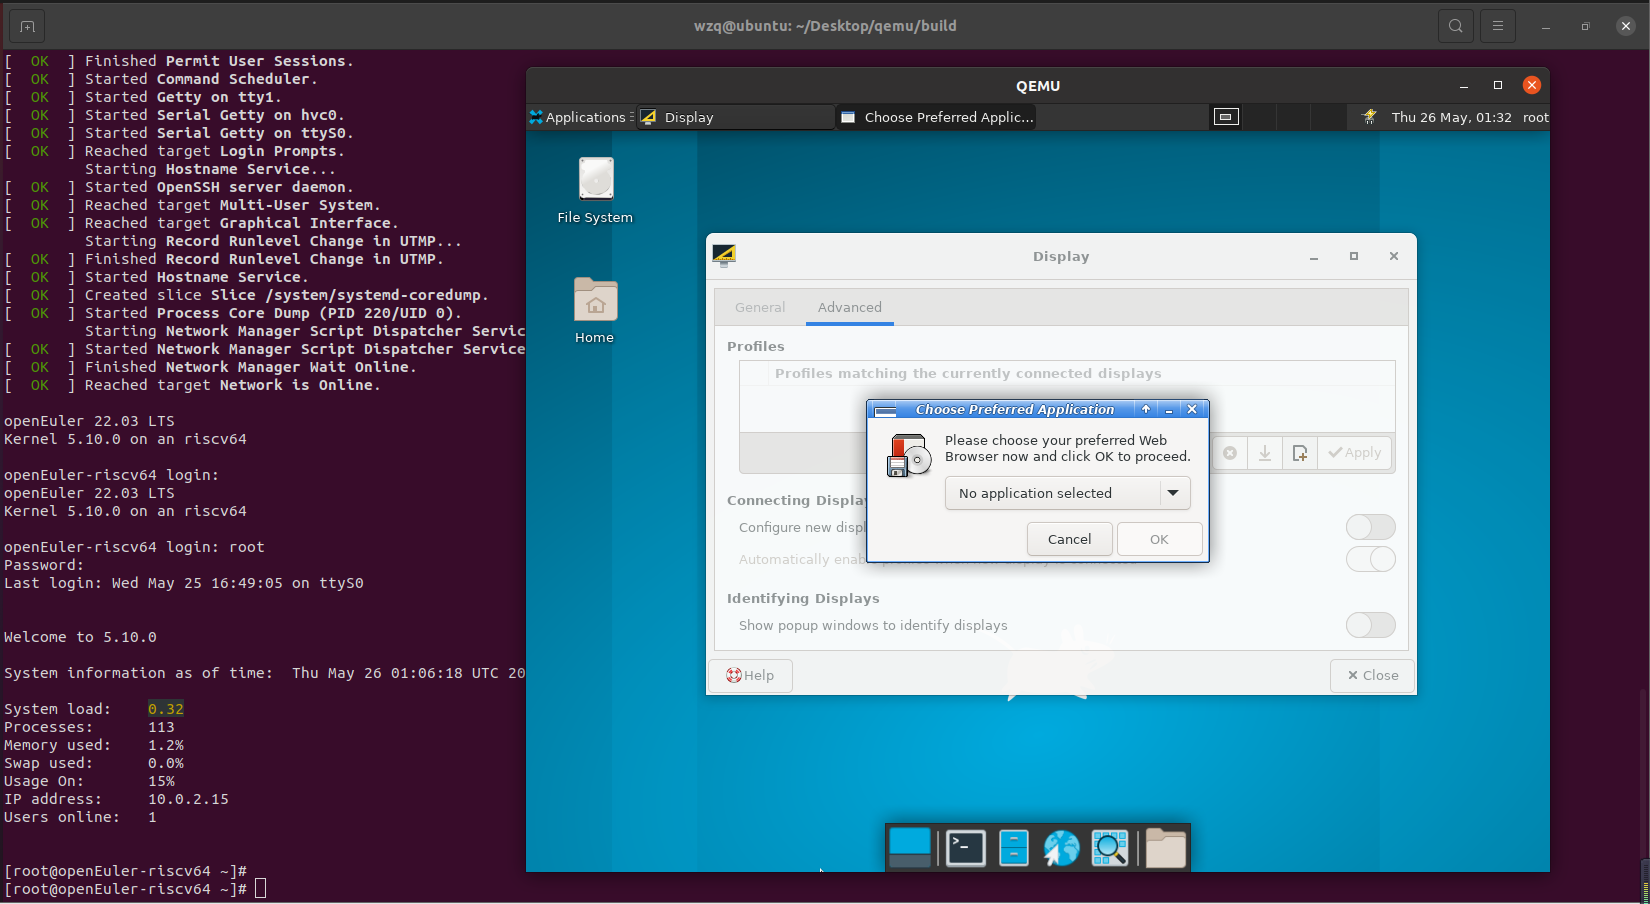 wzq@ubuntu: ~/Desktop/qemu/build
[  OK  ] Finished Permit User Sessions.
[  OK  ] Started Command Scheduler.
[  OK  ] Started Getty on tty1.
[  OK  ] Started Serial Getty on hvc0.
[  OK  ] Started Serial Getty on ttyS0.
[  OK  ] Reached target Login Prompts.
Starting Hostname Service...
[  OK  ] Started OpenSSH server daemon.
[  OK  ] Reached target Multi-User System.
[  OK  ] Reached target Graphical Interface.
Starting Record Runlevel Change in UTMP...
[  OK  ] Finished Record Runlevel Change in UTMP.
[  OK  ] Started Hostname Service.
[  OK  ] Created slice Slice /system/systemd-coredump.
[  OK  ] Started Process Core Dump (PID 220/UID 0).
Starting Network Manager Script Dispatcher Servic
[  OK  ] Started Network Manager Script Dispatcher Service
[  OK  ] Finished Network Manager Wait Online.
[  OK  ] Reached target Network is Online.
openEuler 22.03 LTS
Kernel 5.10.0 on an riscv64
openEuler-riscv64 login:
openEuler 22.03 LTS
Kernel 5.10.0 on an riscv64
openEuler-riscv64 login: root
Password:
Last login: Wed May 25 16:49:05 on ttyS0
Welcome to 5.10.0
System information as of time:  Thu May 26 01:06:18 UTC 20
System load:    0.32
Processes:      113
Memory used:    1.2%
Swap used:      0.0%
Usage On:       15%
IP address:     10.0.2.15
Users online:   1
[root@openEuler-riscv64 ~]#
[root@openEuler-riscv64 ~]#
QEMU
Applications
Display
Choose Preferred Applic...
Thu 26 May, 01:32
root
File System
Home
Display
General
Advanced
Profiles
Profiles matching the currently connected displays
Apply
Connecting Displa
Configure new displ
Automatically enab
Identifying Displays
Show popup windows to identify displays
Help
Close
Choose Preferred Application
Please choose your preferred Web
Browser now and click OK to proceed.
No application selected
Cancel
OK